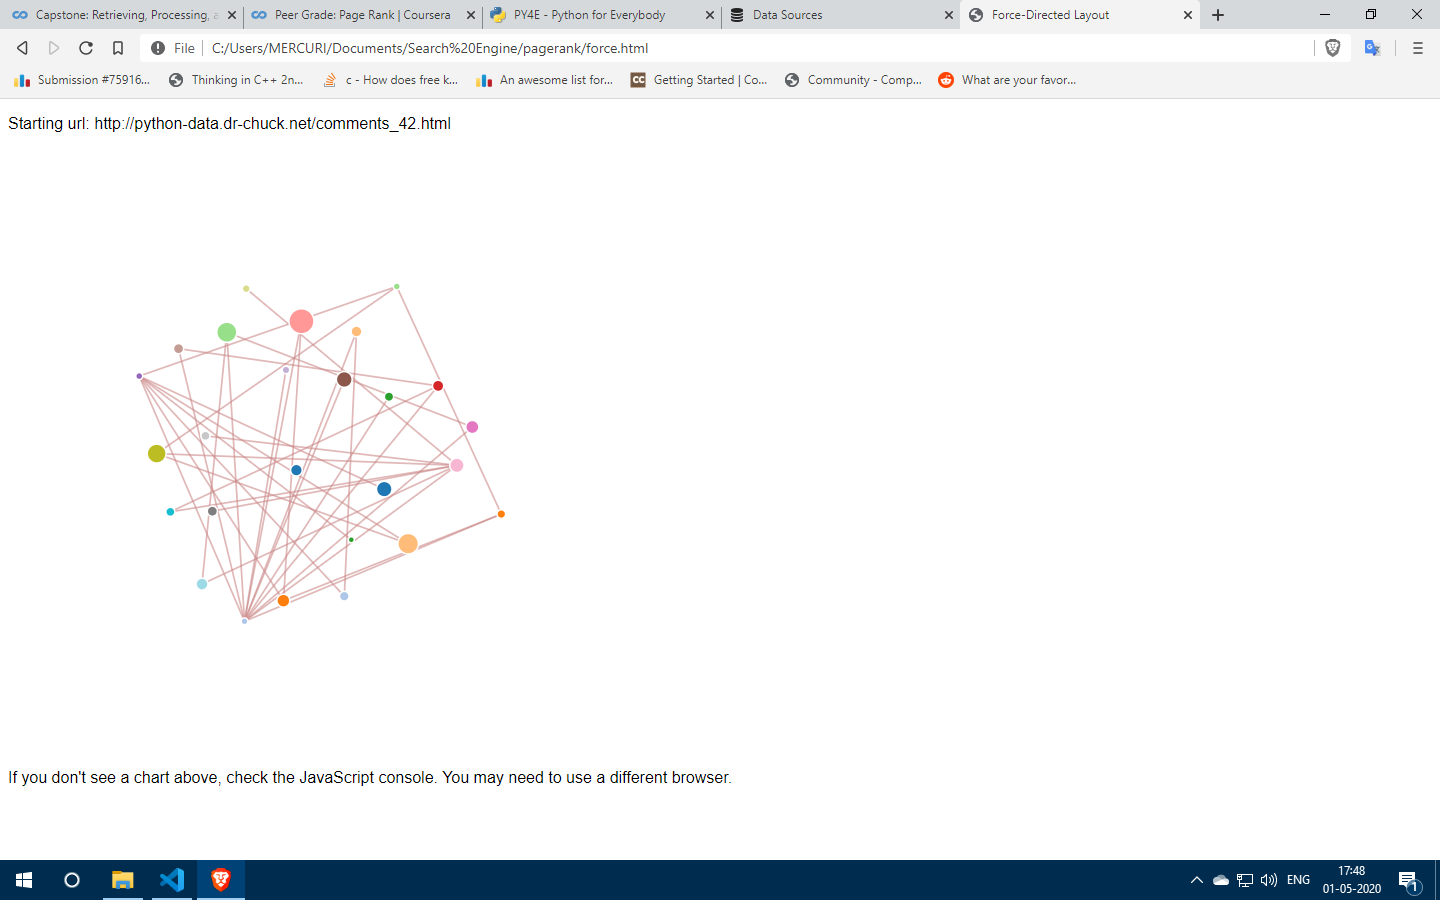 Capstone: Retrieving, Processing, a
Peer Grade: Page Rank | Coursera
PY4E - Python for Everybody
Data Sources
Force-Directed Layout
File
C:/Users/MERCURI/Documents/Search%20Engine/pagerank/force.html
Submission #75916...
Thinking in C++ 2n...
c - How does free k...
An awesome list for...
CC
Getting Started | Co...
Community - Comp...
What are your favor...
Starting url: http://python-data.dr-chuck.net/comments_42.html
If you don't see a chart above, check the JavaScript console. You may need to use a different browser.
ENG
17:48
01-05-2020
1